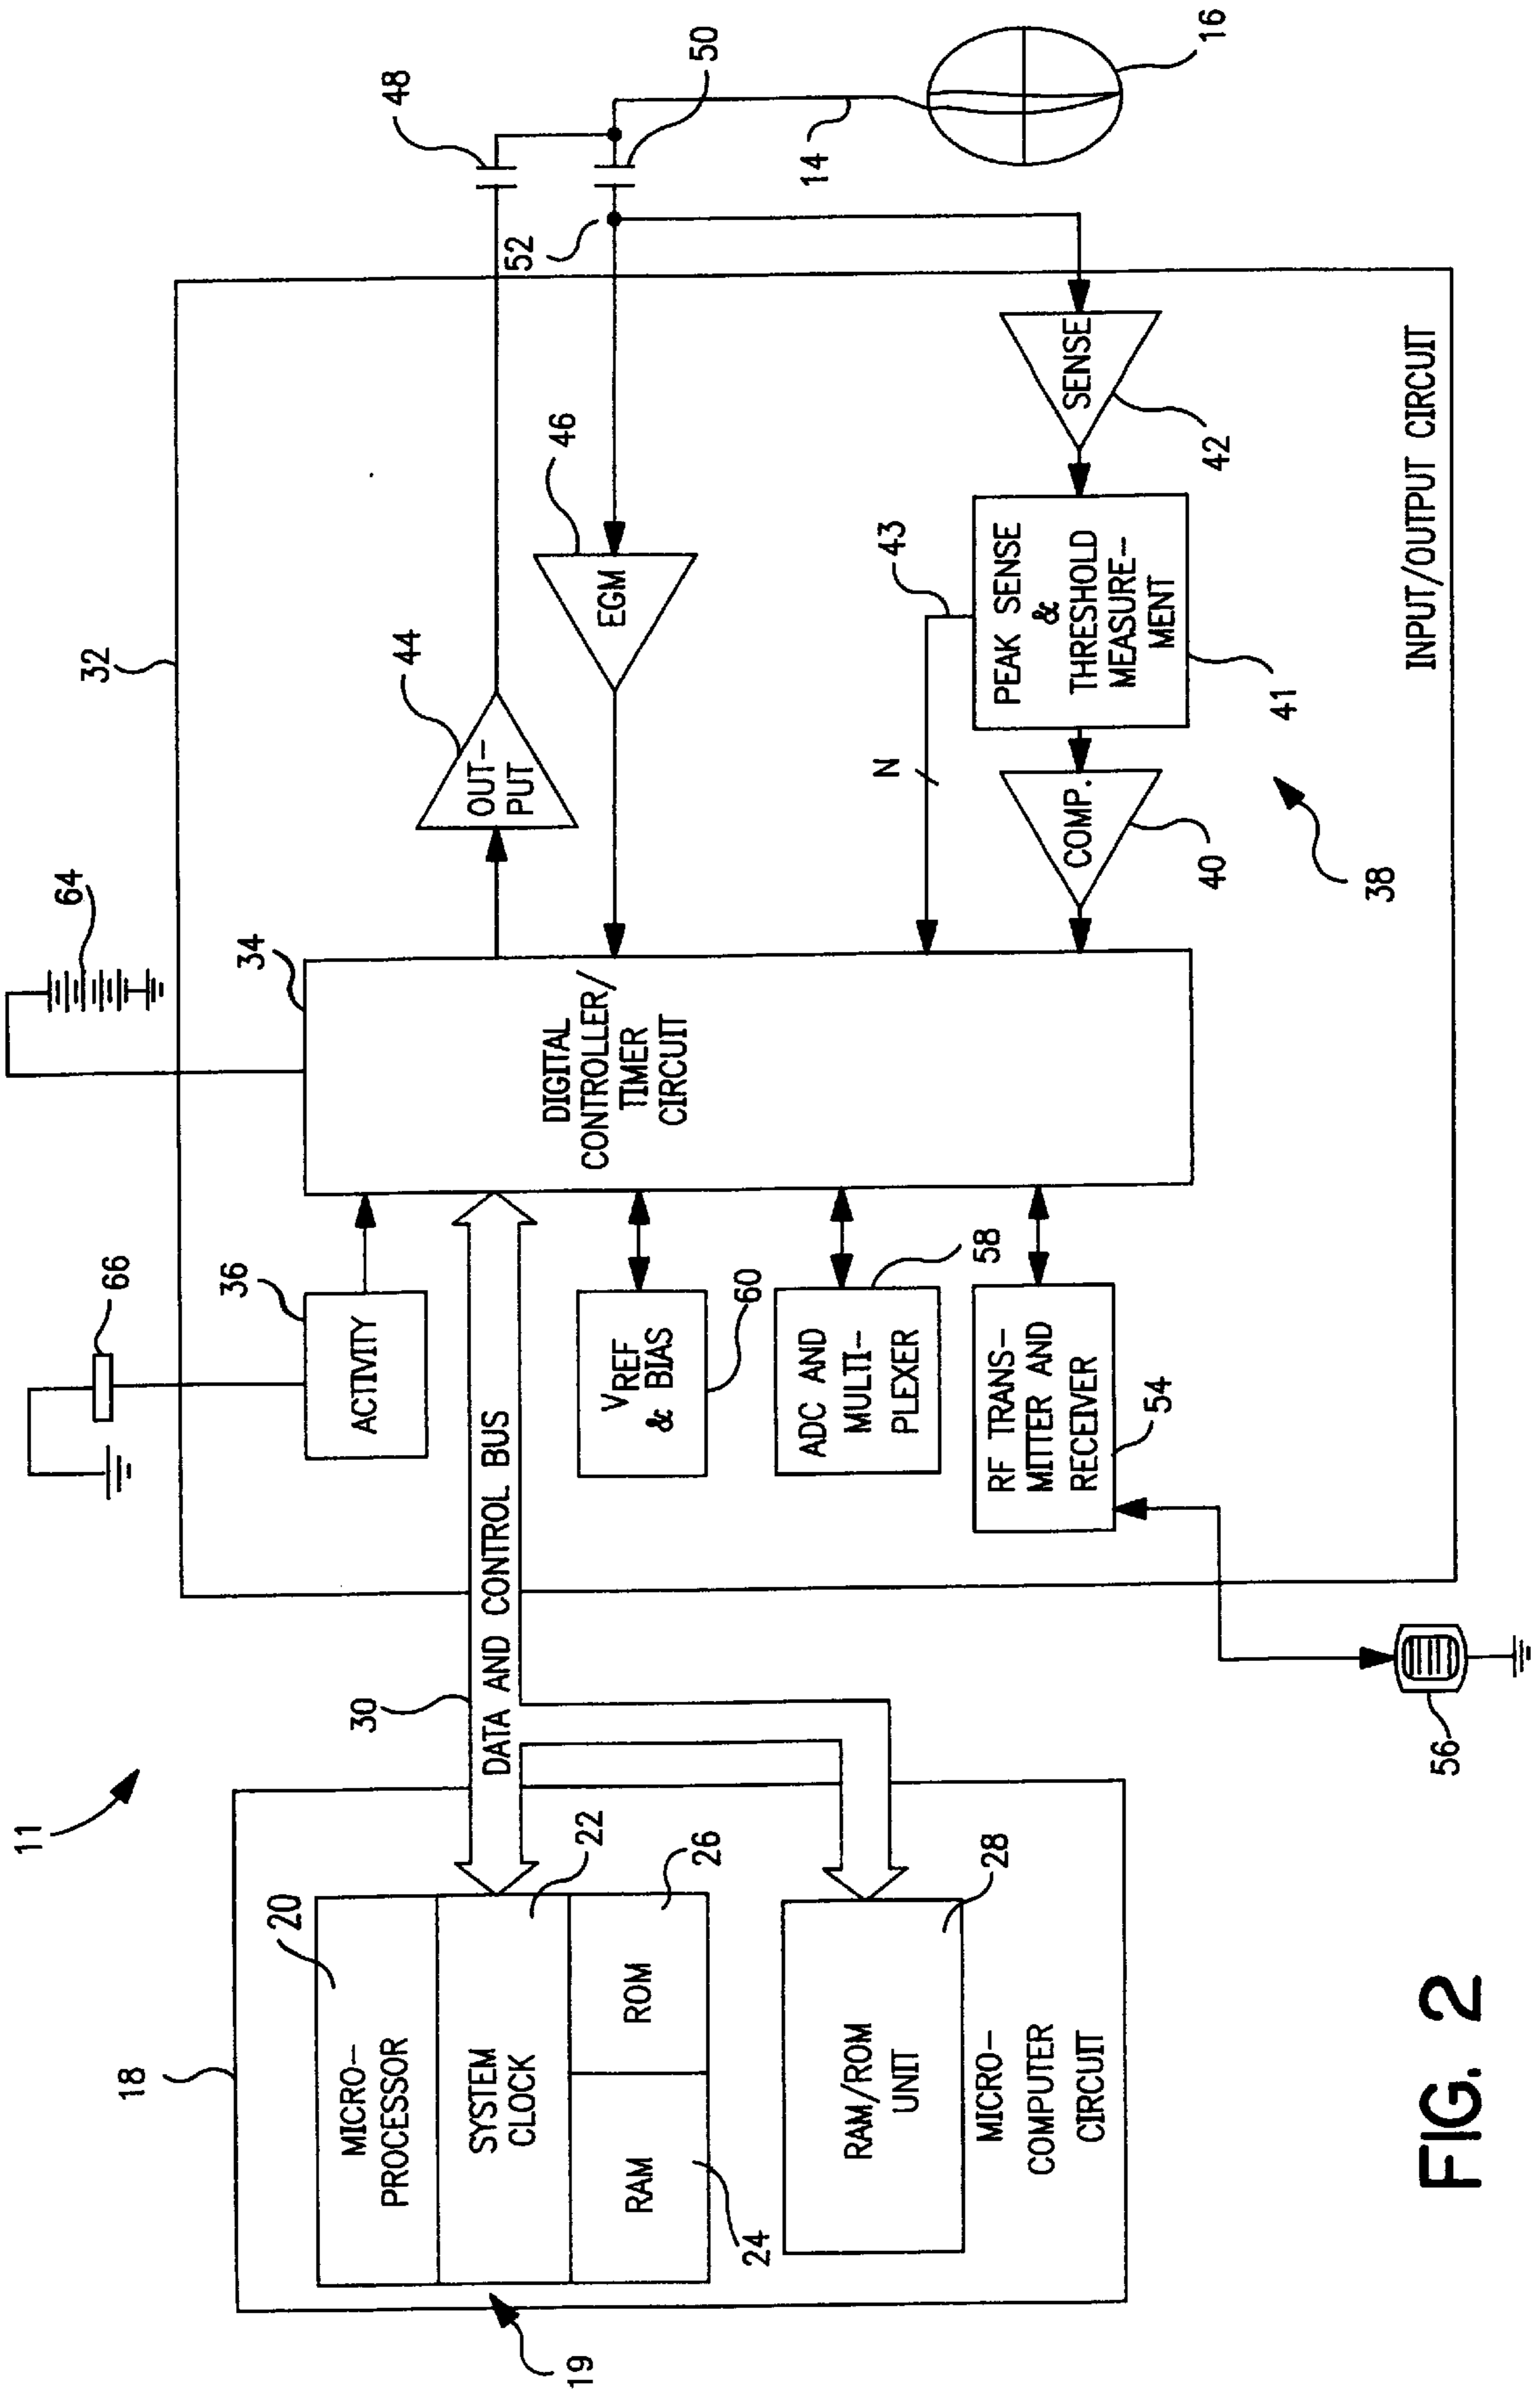 11
18
20
MICRO-
PROCESSOR
SYSTEM
CLOCK
22
RAM
ROM
26
24
19
RAM/ROM
UNIT
28
MICRO-
COMPUTER
CIRCUIT
30
DATA AND CONTROL BUS
32
66
36
ACTIVITY
VREF
& BIAS
60
ADC AND
MULTI-
PLEXER
58
RF TRANS-
MITTER AND
RECEIVER
54
56
64
34
DIGITAL
CONTROLLER/
TIMER
CIRCUIT
44
OUT-
PUT
46
EGM
43
N
PEAK SENSE
&
THRESHOLD
MEASURE-
MENT
41
COMP.
40
38
SENSE
42
INPUT/OUTPUT CIRCUIT
48
50
52
14
16
FIG. 2